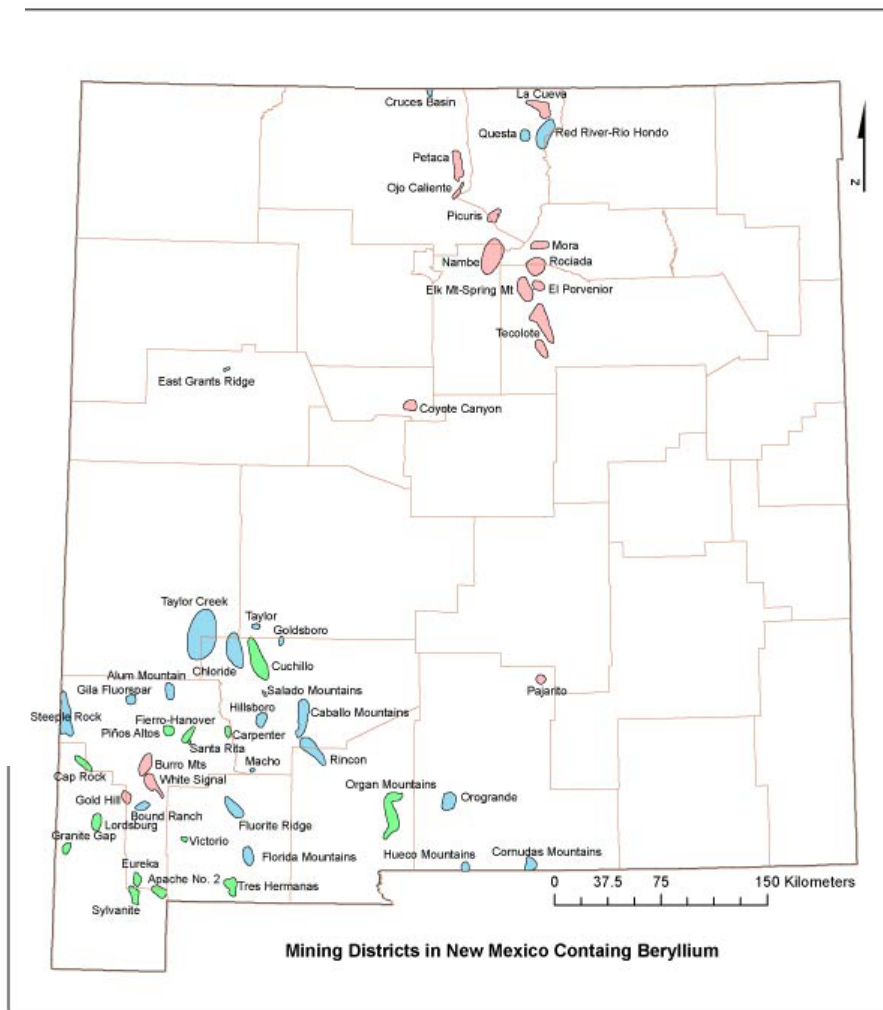 Cruces Basin
La Cueva
Questa
Red River-Rio Hondo
Petaca
Ojo Caliente
N
Picuris
Mora
Nambe
Rociada
Elk Mt-Spring Mt
El Porvenior
Tecolote
East Grants Ridge
Coyote Canyon
Taylor Creek
Taylor
Goldsboro
Chloride
Cuchillo
Alum Mountain
Pajarito
Gila Fluorspar
Salado Mountains
Steeple Rock
Hillsboro
Caballo Mountains
Fierro-Hanover
Piños Altos
Carpenter
Santa Rita
Rincon
Macho
Burro Mts
Cap Rock
White Signal
Organ Mountains
Orogrande
Gold Hill
Bound Ranch
Lordsburg
Fluorite Ridge
Granite Gap
Victorio
Florida Mountains
Hueco Mountains
Cornudas Mountains
Eureka
Apache No. 2
Tres Hermanas
Sylvanite
0 37.5 75 150 Kilometers
Mining Districts in New Mexico Containg Beryllium